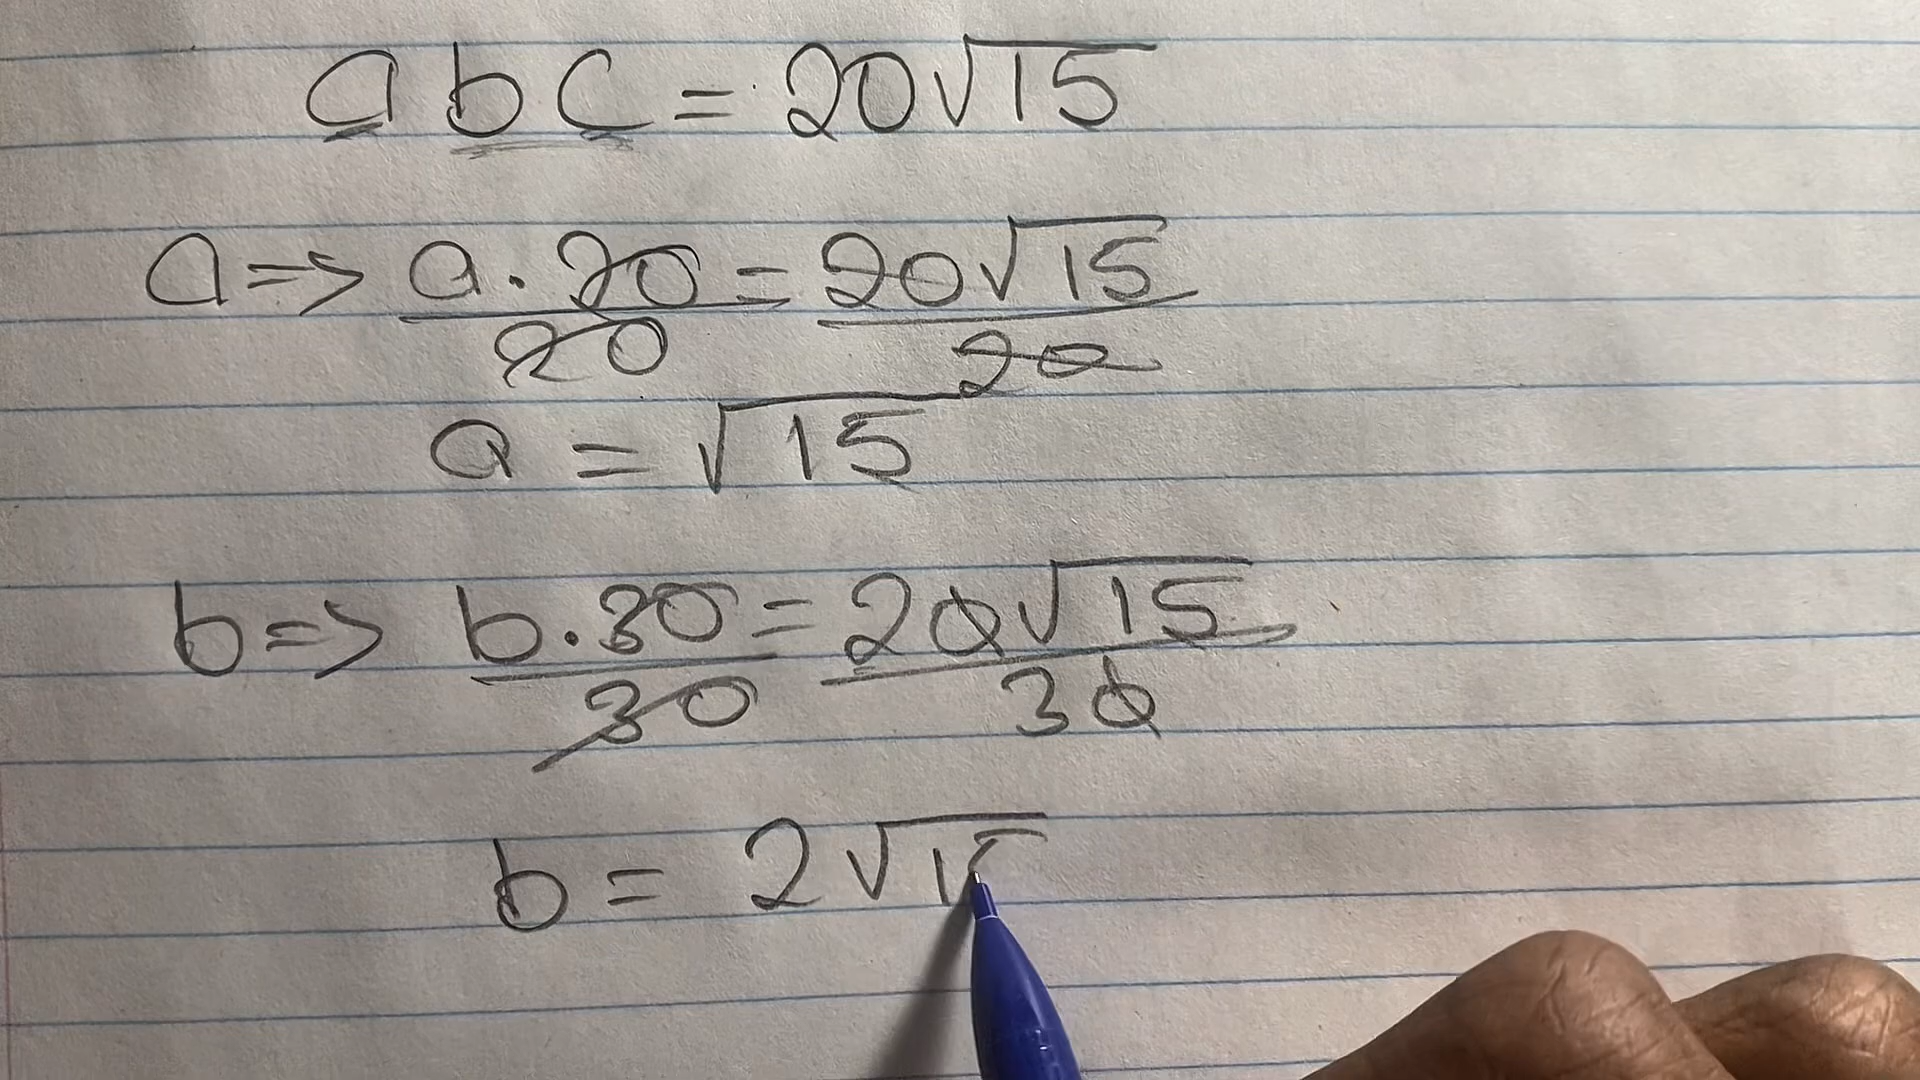 abc = 20√15
a => a · 20 = 20√15
20 20
a = √15
b => b · 30 = 20√15
30 30
b = 2√15